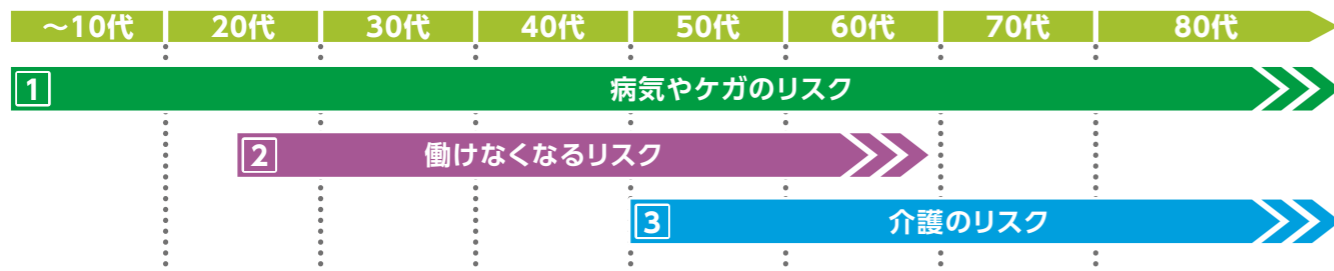 ～10代 20代 30代 40代 50代 60代 70代 80代
1 病気やケガのリスク
2 働けなくなるリスク
3 介護のリスク